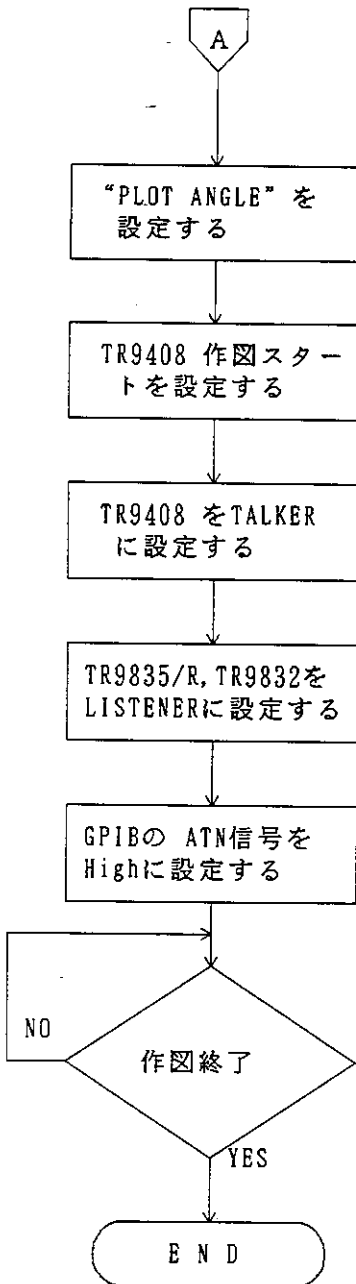 A
“PLOT ANGLE” を
設定する
TR9408 作図スター
トを設定する
TR9408 をTALKER
に設定する
TR9835/R, TR9832を
LISTENERに設定する
GPIBの ATN信号を
Highに設定する
NO
作図終了
YES
E N D